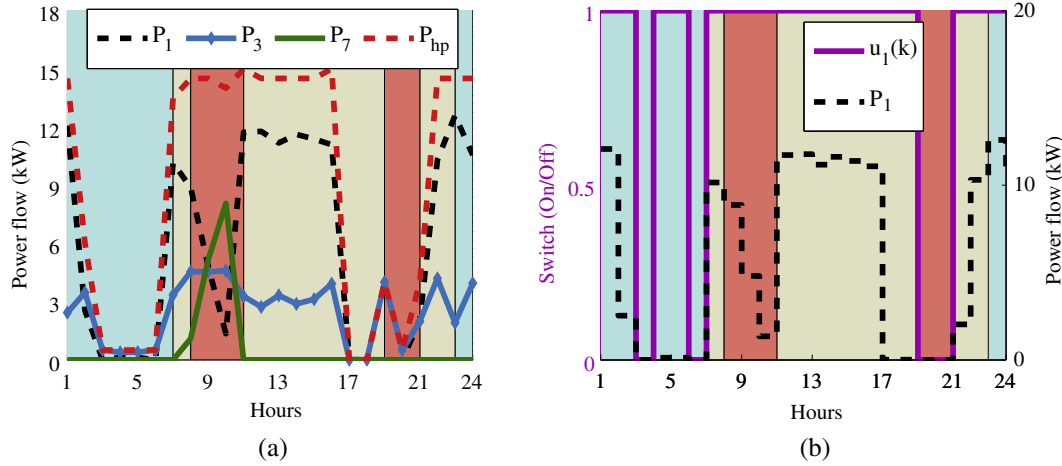 P1 P3 P7 Php
18
15
12
9
6
3
0
Power flow (kW)
1 5 9 13 17 21 24
Hours
(a)
u1(k)
P1
1
0.5
0
Switch (On/Off)
20
10
0
Power flow (kW)
1 5 9 13 17 21 24
Hours
(b)